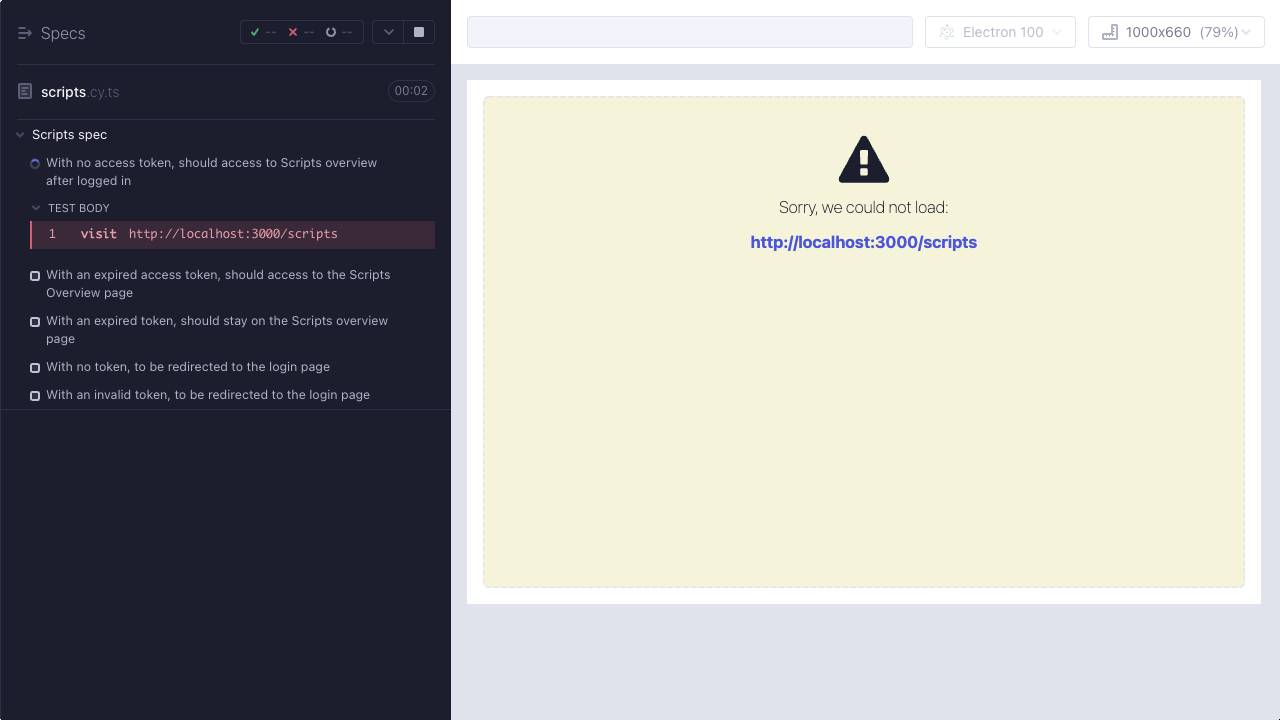 Specs
-- -- --
scripts.cy.ts
00:02
Scripts spec
With no access token, should access to Scripts overview
after logged in
TEST BODY
1 visit http://localhost:3000/scripts
With an expired access token, should access to the Scripts
Overview page
With an expired token, should stay on the Scripts overview
page
With no token, to be redirected to the login page
With an invalid token, to be redirected to the login page
Electron 100
1000x660 (79%)
Sorry, we could not load:
http://localhost:3000/scripts